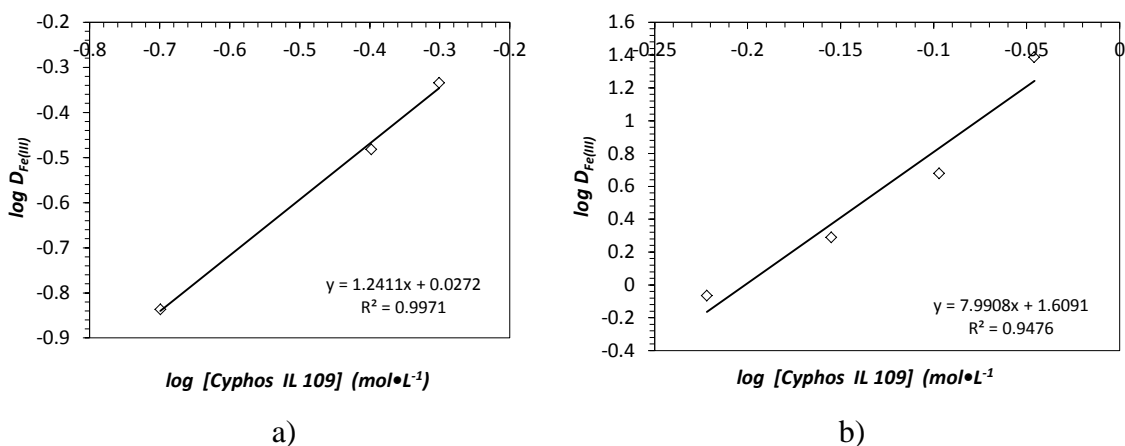 -0.2
-0.8 -0.7 -0.6 -0.5 -0.4 -0.3 -0.2
-0.3
-0.4
-0.5
-0.6
-0.7
-0.8
-0.9
log D Fe(III)
y = 1.2411x + 0.0272
R² = 0.9971
log [Cyphos IL 109] (mol•L⁻¹)
a)
1.6
-0.25 -0.2 -0.15 -0.1 -0.05 0
1.4
1.2
1
0.8
0.6
0.4
0.2
0
-0.2
-0.4
log D Fe(III)
y = 7.9908x + 1.6091
R² = 0.9476
log [Cyphos IL 109] (mol•L⁻¹
b)